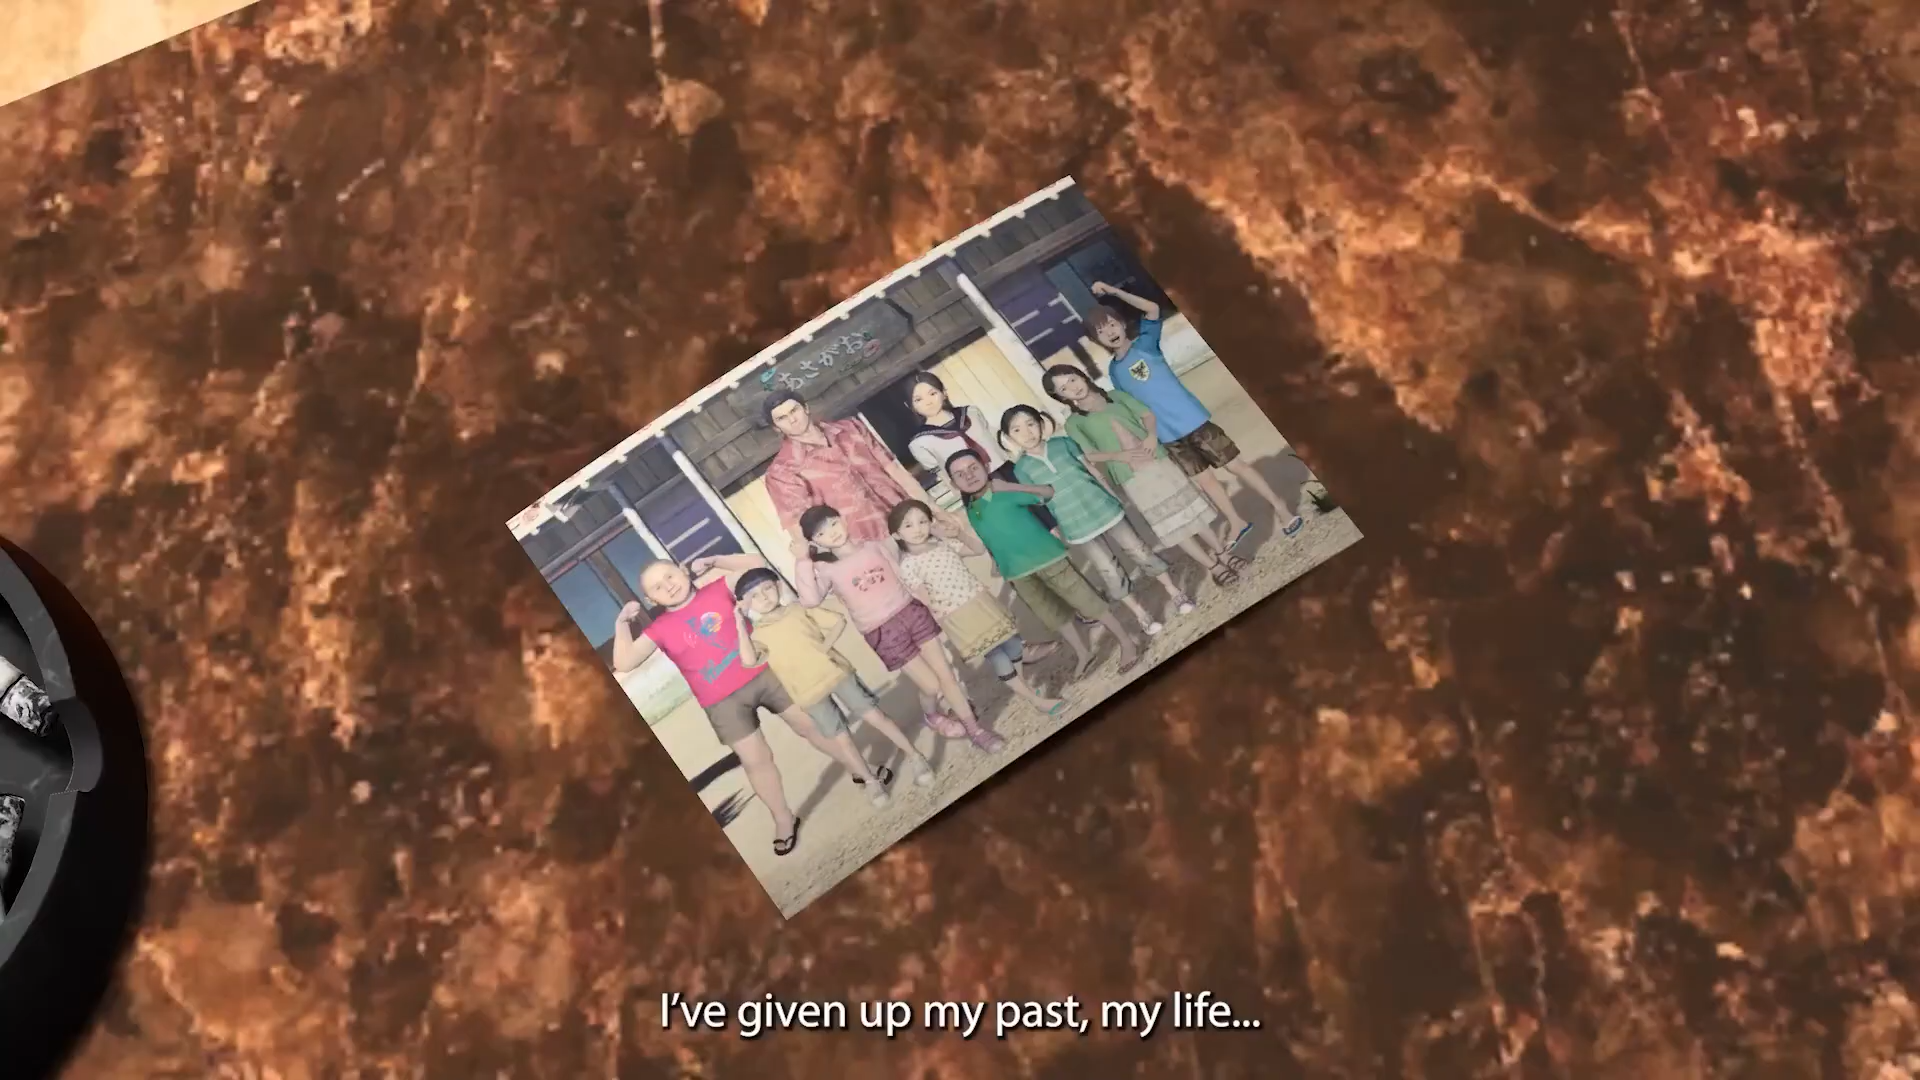 あさがお
I've given up my past, my life...